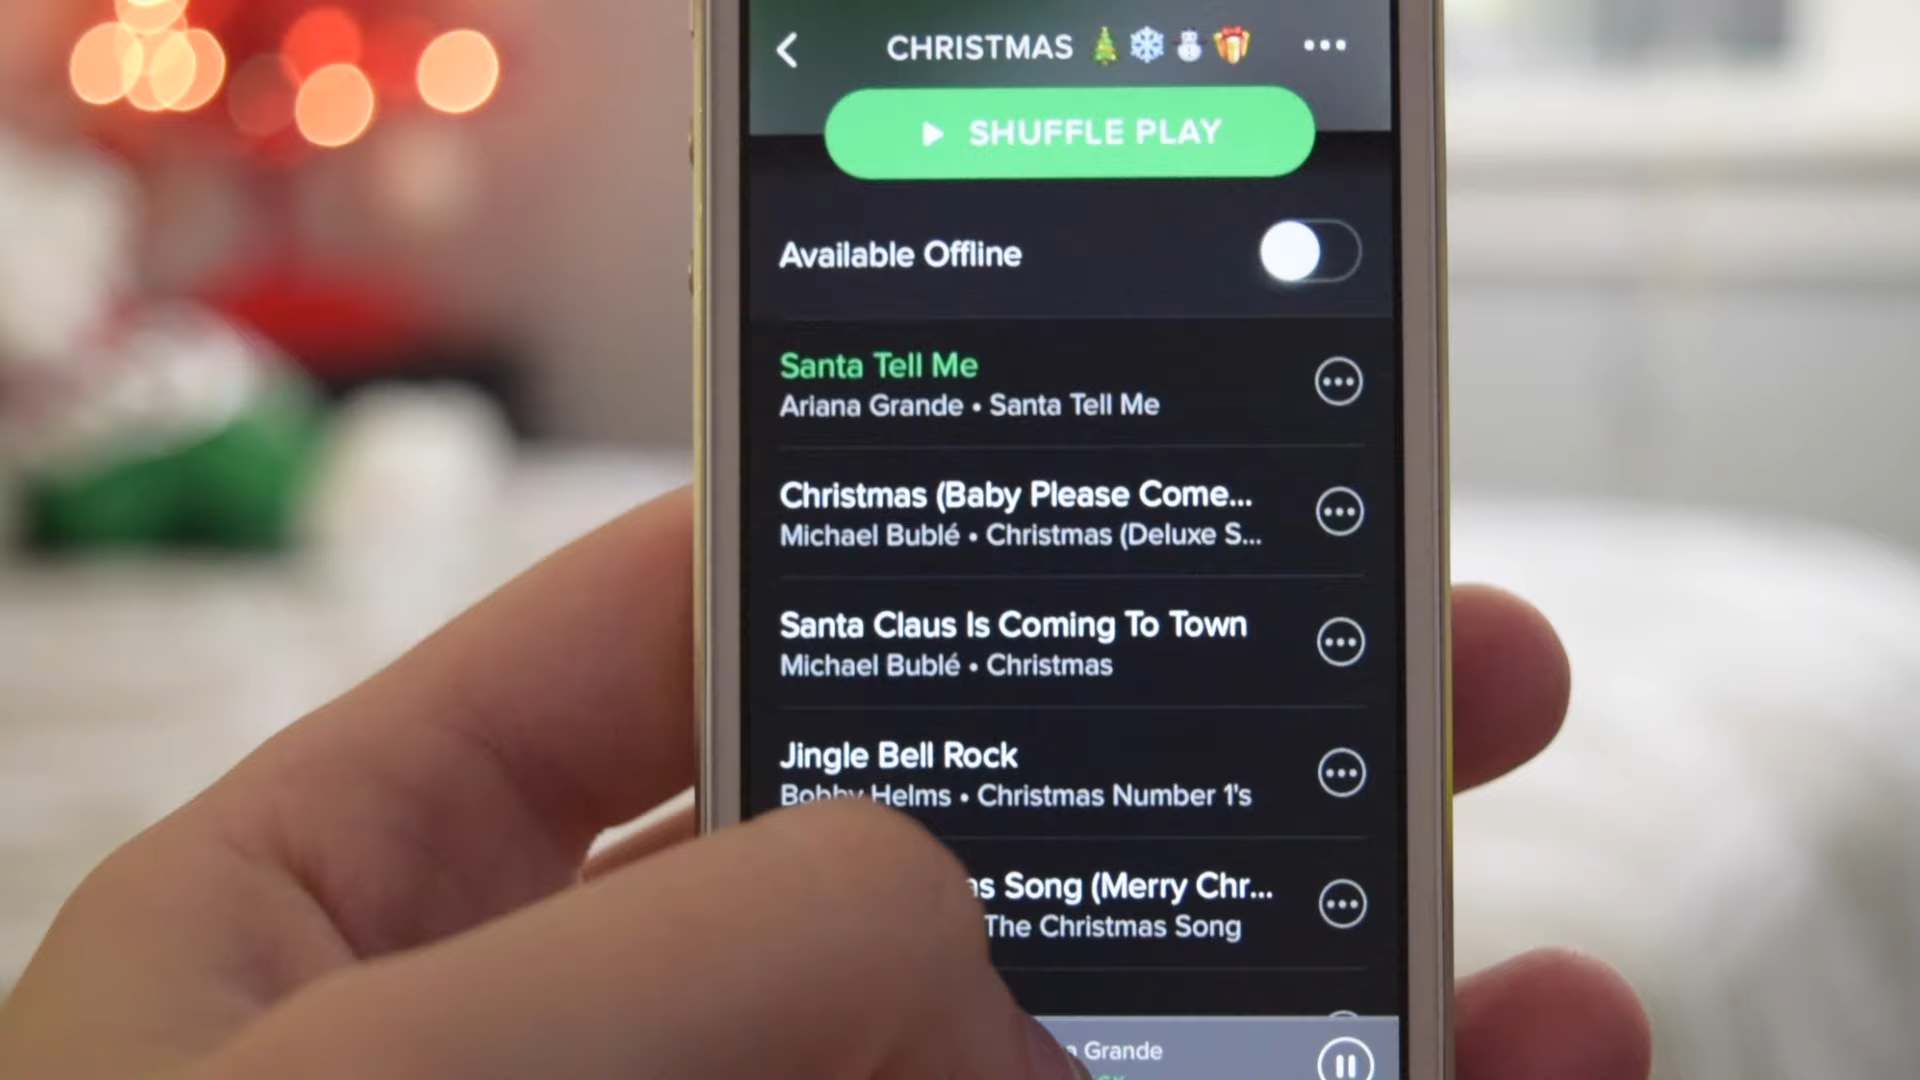 CHRISTMAS 🎄❄️⛄🎁
SHUFFLE PLAY
Available Offline
Santa Tell Me
Ariana Grande • Santa Tell Me
Christmas (Baby Please Come...
Michael Bublé • Christmas (Deluxe S...
Santa Claus Is Coming To Town
Michael Bublé • Christmas
Jingle Bell Rock
Bobby Helms • Christmas Number 1's
Song (Merry Chr...
The Christmas Song
Grande